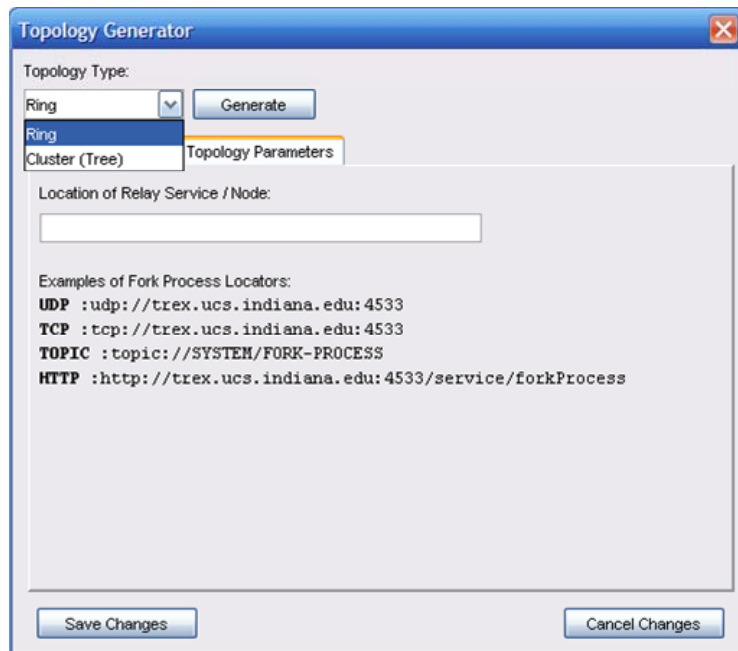 Topology Generator
Topology Type:
Ring
Generate
Ring
Cluster (Tree)
Topology Parameters
Location of Relay Service / Node:
Examples of Fork Process Locators:
UDP :udp://trex.ucs.indiana.edu:4533
TCP :tcp://trex.ucs.indiana.edu:4533
TOPIC :topic://SYSTEM/FORK-PROCESS
HTTP :http://trex.ucs.indiana.edu:4533/service/forkProcess
Save Changes
Cancel Changes